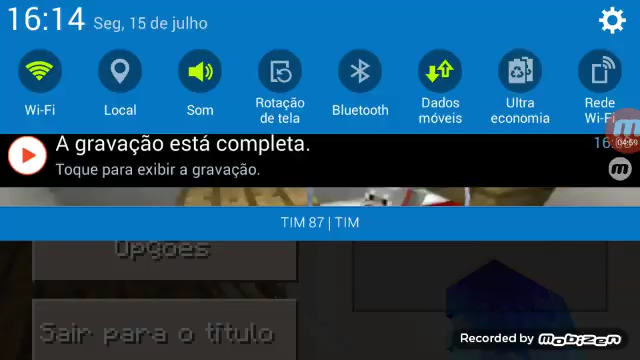 16:14 Seg, 15 de julho
Wi-Fi
Local
Som
Rotação
de tela
Bluetooth
Dados
móveis
Ultra
economia
Rede
Wi-Fi
A gravação está completa.
16:
04:59
Toque para exibir a gravação.
TIM 87 | TIM
Opções
Sair para o título
Recorded by Mobizen